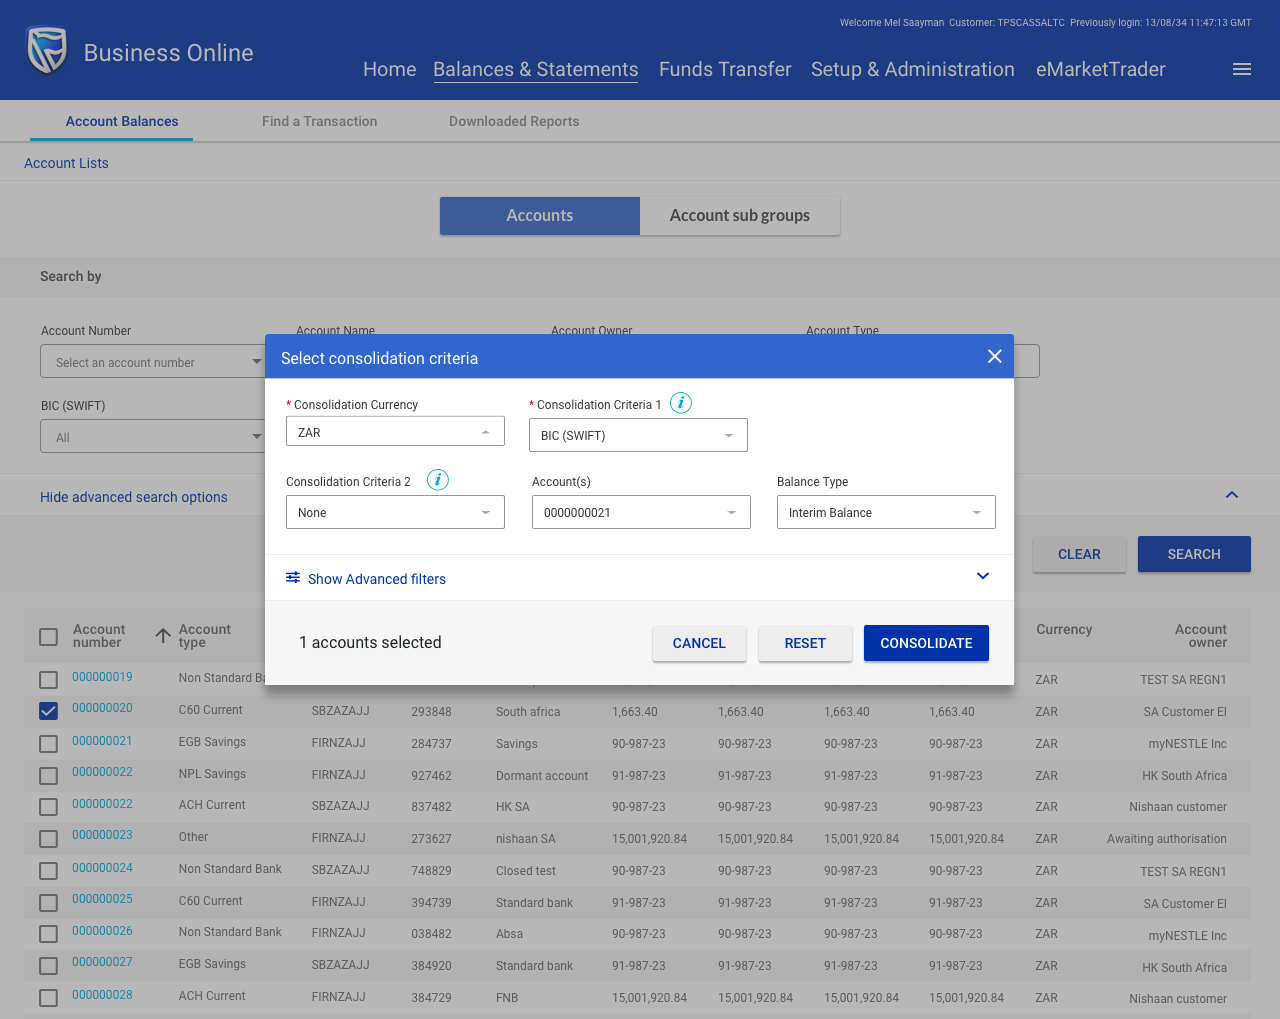 Welcome Mel Saayman  Customer: TPSCASSALTC  Previously login: 13/08/34 11:47:13 GMT
Business Online
Home Balances & Statements Funds Transfer Setup & Administration eMarketTrader
Account Balances Find a Transaction Downloaded Reports
Account Lists
Accounts Account sub groups
Search by
Account Number Account Name Account Owner Account Type
Select an account number
BIC (SWIFT)
All
Hide advanced search options
CLEAR SEARCH
Select consolidation criteria
* Consolidation Currency * Consolidation Criteria 1 i
ZAR BIC (SWIFT)
Consolidation Criteria 2 i Account(s) Balance Type
None 0000000021 Interim Balance
Show Advanced filters
1 accounts selected CANCEL RESET CONSOLIDATE
Account number Account type Currency Account owner
000000019 Non Standard Ba ZAR TEST SA REGN1
000000020 C60 Current SBZAZAJJ 293848 South africa 1,663.40 1,663.40 1,663.40 1,663.40 ZAR SA Customer EI
000000021 EGB Savings FIRNZAJJ 284737 Savings 90-987-23 90-987-23 90-987-23 90-987-23 ZAR myNESTLE Inc
000000022 NPL Savings FIRNZAJJ 927462 Dormant account 91-987-23 91-987-23 91-987-23 91-987-23 ZAR HK South Africa
000000022 ACH Current SBZAZAJJ 837482 HK SA 90-987-23 90-987-23 90-987-23 90-987-23 ZAR Nishaan customer
000000023 Other FIRNZAJJ 273627 nishaan SA 15,001,920.84 15,001,920.84 15,001,920.84 15,001,920.84 ZAR Awaiting authorisation
000000024 Non Standard Bank SBZAZAJJ 748829 Closed test 90-987-23 90-987-23 90-987-23 90-987-23 ZAR TEST SA REGN1
000000025 C60 Current FIRNZAJJ 394739 Standard bank 91-987-23 91-987-23 91-987-23 91-987-23 ZAR SA Customer EI
000000026 Non Standard Bank FIRNZAJJ 038482 Absa 90-987-23 90-987-23 90-987-23 90-987-23 ZAR myNESTLE Inc
000000027 EGB Savings SBZAZAJJ 384920 Standard bank 91-987-23 91-987-23 91-987-23 91-987-23 ZAR HK South Africa
000000028 ACH Current FIRNZAJJ 384729 FNB 15,001,920.84 15,001,920.84 15,001,920.84 15,001,920.84 ZAR Nishaan customer